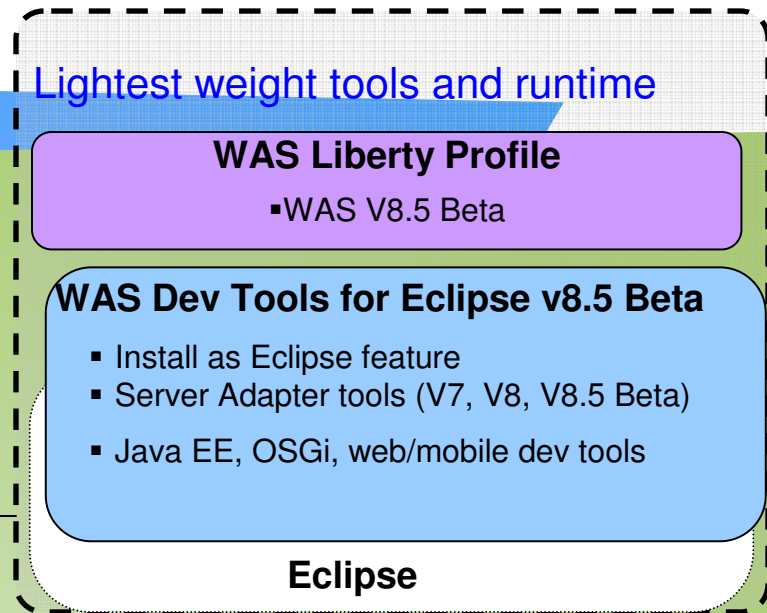 Lightest weight tools and runtime
WAS Liberty Profile
▪WAS V8.5 Beta
WAS Dev Tools for Eclipse v8.5 Beta
▪ Install as Eclipse feature
▪ Server Adapter tools (V7, V8, V8.5 Beta)
▪ Java EE, OSGi, web/mobile dev tools
Eclipse